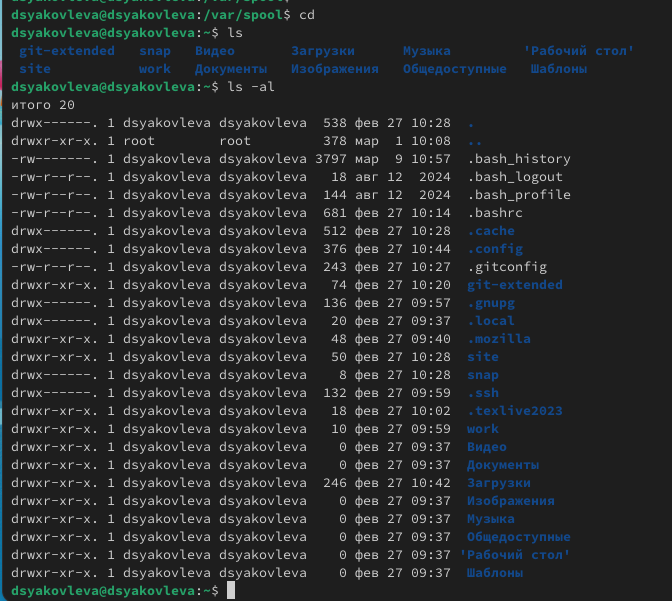 dsyakovleva@dsyakovleva:/var/spool$ cd
dsyakovleva@dsyakovleva:~$ ls
git-extended snap Видео Загрузки Музыка 'Рабочий стол'
site work Документы Изображения Общедоступные Шаблоны
dsyakovleva@dsyakovleva:~$ ls -al
итого 20
drwx------. 1 dsyakovleva dsyakovleva 538 фев 27 10:28 .
drwxr-xr-x. 1 root root 378 мар 1 10:08 ..
-rw-------. 1 dsyakovleva dsyakovleva 3797 мар 9 10:57 .bash_history
-rw-r--r--. 1 dsyakovleva dsyakovleva 18 авг 12 2024 .bash_logout
-rw-r--r--. 1 dsyakovleva dsyakovleva 144 авг 12 2024 .bash_profile
-rw-r--r--. 1 dsyakovleva dsyakovleva 681 фев 27 10:14 .bashrc
drwx------. 1 dsyakovleva dsyakovleva 512 фев 27 10:28 .cache
drwx------. 1 dsyakovleva dsyakovleva 376 фев 27 10:44 .config
-rw-r--r--. 1 dsyakovleva dsyakovleva 243 фев 27 10:27 .gitconfig
drwxr-xr-x. 1 dsyakovleva dsyakovleva 74 фев 27 10:20 git-extended
drwx------. 1 dsyakovleva dsyakovleva 136 фев 27 09:57 .gnupg
drwx------. 1 dsyakovleva dsyakovleva 20 фев 27 09:37 .local
drwxr-xr-x. 1 dsyakovleva dsyakovleva 48 фев 27 09:40 .mozilla
drwxr-xr-x. 1 dsyakovleva dsyakovleva 50 фев 27 10:28 site
drwx------. 1 dsyakovleva dsyakovleva 8 фев 27 10:28 snap
drwx------. 1 dsyakovleva dsyakovleva 132 фев 27 09:59 .ssh
drwxr-xr-x. 1 dsyakovleva dsyakovleva 18 фев 27 10:02 .texlive2023
drwxr-xr-x. 1 dsyakovleva dsyakovleva 10 фев 27 09:59 work
drwxr-xr-x. 1 dsyakovleva dsyakovleva 0 фев 27 09:37 Видео
drwxr-xr-x. 1 dsyakovleva dsyakovleva 0 фев 27 09:37 Документы
drwxr-xr-x. 1 dsyakovleva dsyakovleva 246 фев 27 10:42 Загрузки
drwxr-xr-x. 1 dsyakovleva dsyakovleva 0 фев 27 09:37 Изображения
drwxr-xr-x. 1 dsyakovleva dsyakovleva 0 фев 27 09:37 Музыка
drwxr-xr-x. 1 dsyakovleva dsyakovleva 0 фев 27 09:37 Общедоступные
drwxr-xr-x. 1 dsyakovleva dsyakovleva 0 фев 27 09:37 'Рабочий стол'
drwxr-xr-x. 1 dsyakovleva dsyakovleva 0 фев 27 09:37 Шаблоны
dsyakovleva@dsyakovleva:~$